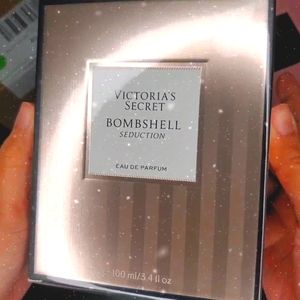 VICTORIA'S
SECRET
BOMBSHELL
SEDUCTION
EAU DE PARFUM
100 ml/3.4 fl oz